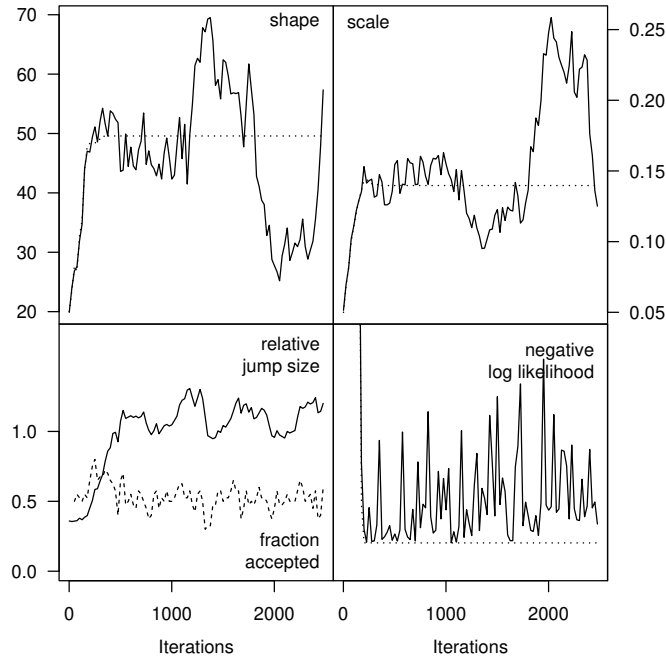 shape
70
60
50
40
30
20
scale
0.25
0.20
0.15
0.10
0.05
relative
jump size
1.0
0.5
0.0
fraction
accepted
negative
log likelihood
0 1000 2000
Iterations
0 1000 2000
Iterations